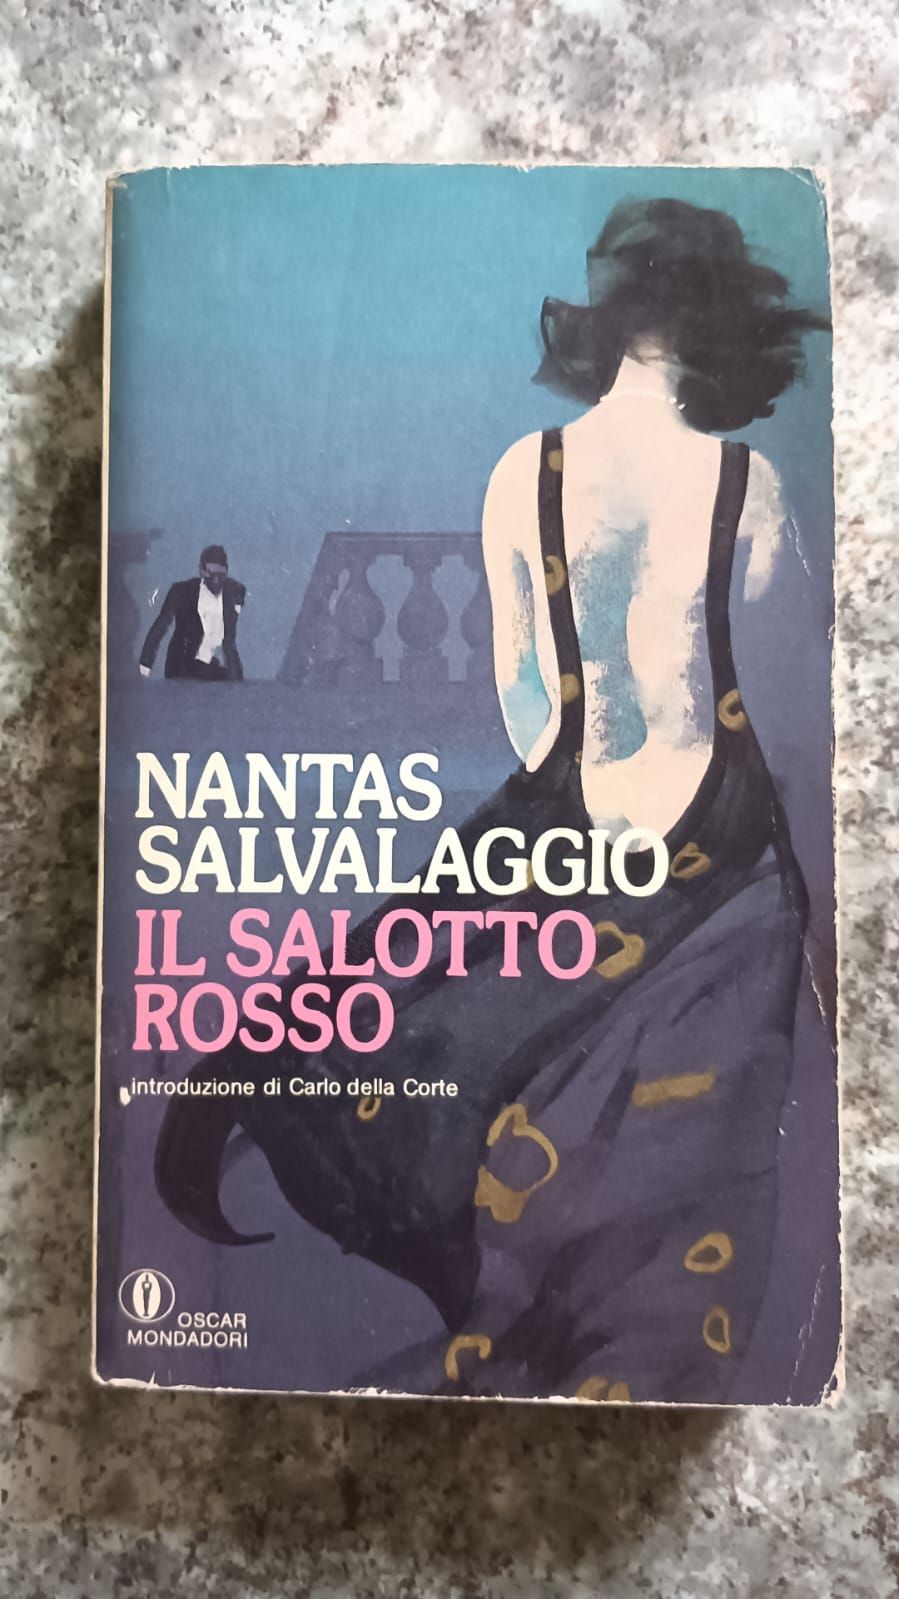 NANTAS
SALVALAGGIO
IL SALOTTO
ROSSO
introduzione di Carlo della Corte
OSCAR
MONDADORI